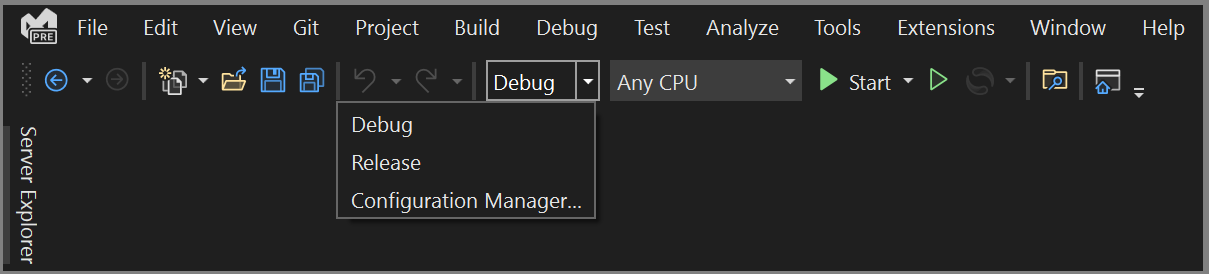 PRE
File Edit View Git Project Build Debug Test Analyze Tools Extensions Window Help
Debug Any CPU Start
Debug
Release
Configuration Manager...
Server Explorer